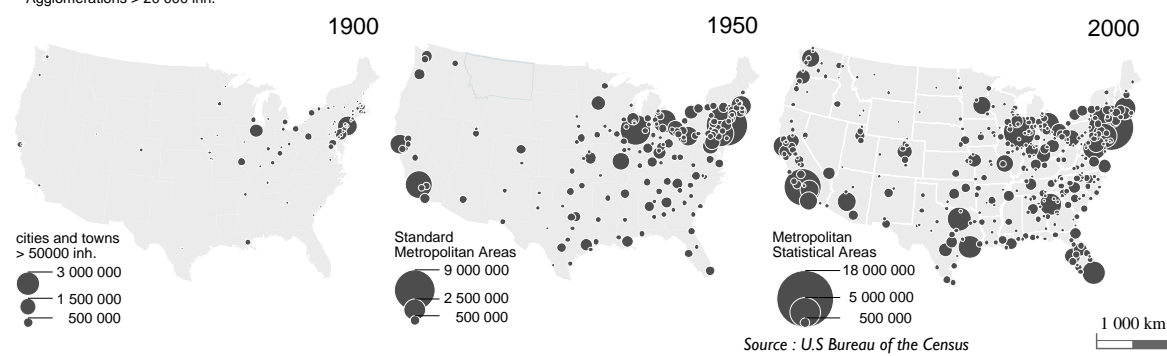 Agglomerations > 20 000 inh.
1900
1950
2000
cities and towns
> 50000 inh.
3 000 000
1 500 000
500 000
Standard
Metropolitan Areas
9 000 000
2 500 000
500 000
Metropolitan
Statistical Areas
18 000 000
5 000 000
500 000
Source : U.S Bureau of the Census
1 000 km